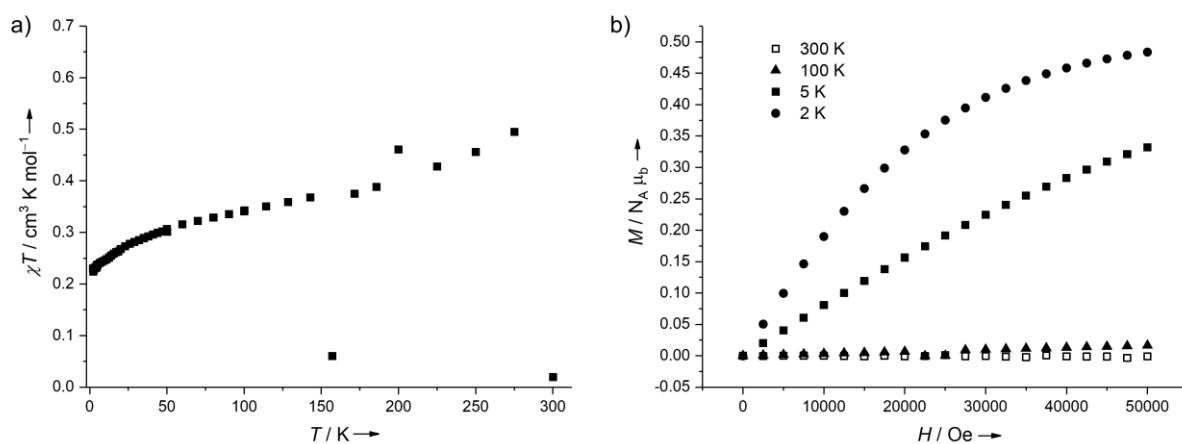 a)
χT / cm³ K mol⁻¹ →
0.7
0.6
0.5
0.4
0.3
0.2
0.1
0.0
0 50 100 150 200 250 300
T / K →
b)
M / N_A μ_b →
0.50
0.45
0.40
0.35
0.30
0.25
0.20
0.15
0.10
0.05
0.00
-0.05
300 K
100 K
5 K
2 K
0 10000 20000 30000 40000 50000
H / Oe →